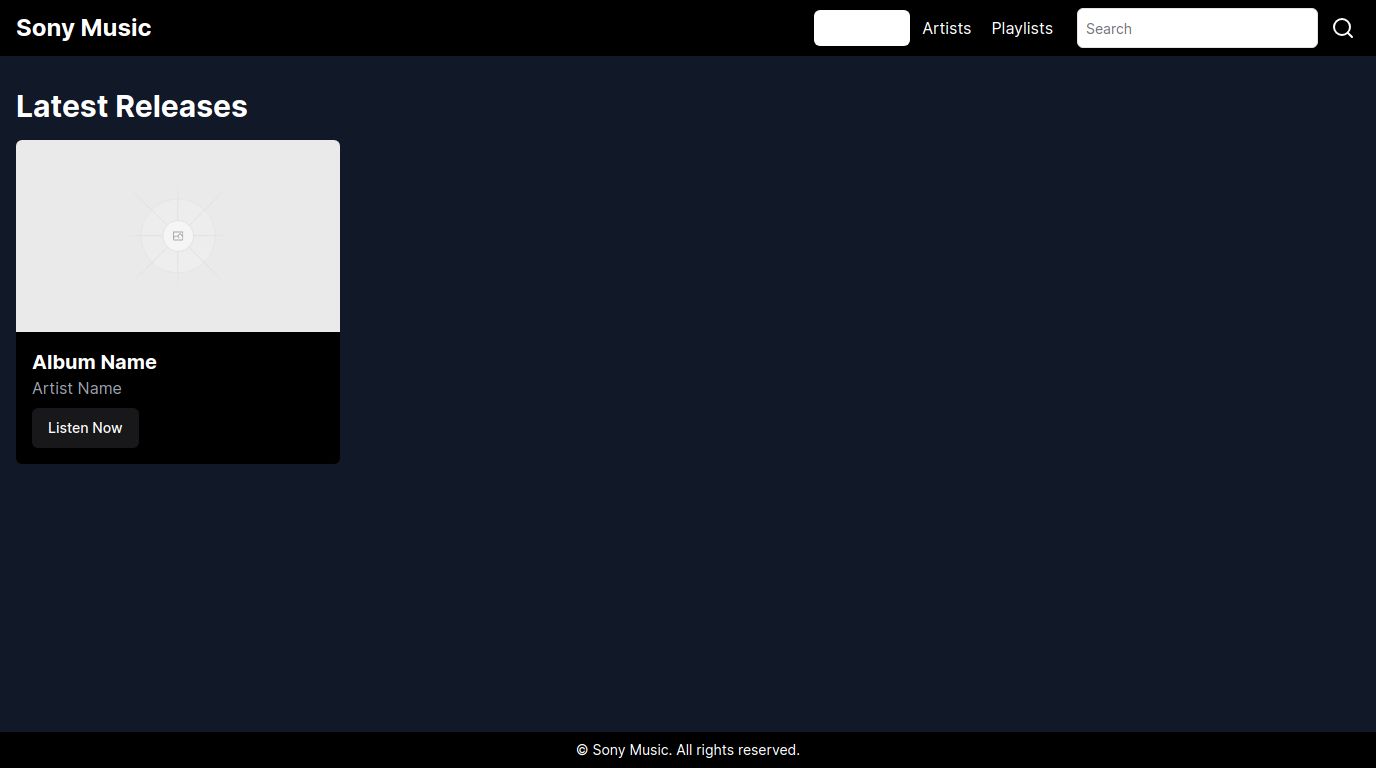 Sony Music
Artists
Playlists
Search
Latest Releases
Album Name
Artist Name
Listen Now
© Sony Music. All rights reserved.